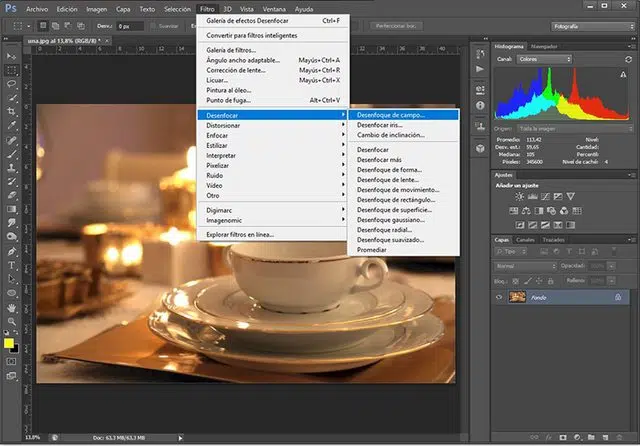 Ps Archivo Edición Imagen Capa Texto Selección Filtro 3D Vista Ventana Ayuda
Desvan.: 0 px Suavizar Perfeccionar bor... Fotografía
una.jpg al 13,8% (RGB/8) *
Galería de efectos Desenfocar Ctrl+F
Convertir para filtros inteligentes
Galería de filtros...
Ángulo ancho adaptable... Mayús+Ctrl+A
Corrección de lente... Mayús+Ctrl+R
Licuar... Mayús+Ctrl+X
Pintura al óleo...
Punto de fuga... Alt+Ctrl+V
Desenfocar
Distorsionar
Enfocar
Estilizar
Interpretar
Pixelizar
Ruido
Vídeo
Otro
Digimarc
Imagenomic
Explorar filtros en línea...
Desenfoque de campo...
Desenfocar iris...
Cambio de inclinación...
Desenfocar
Desenfocar más
Desenfoque de forma...
Desenfoque de lente...
Desenfoque de movimiento...
Desenfoque de rectángulo...
Desenfoque de superficie...
Desenfoque gaussiano...
Desenfoque radial...
Desenfoque suavizado...
Promediar
Histograma Navegador
Canal: Colores
Origen: Toda la imagen
Promedio: 113,42 Nivel:
Des. est.: 59,65 Cantidad:
Mediana: 105 Percentil:
Píxeles: 345600 Nivel de caché: 4
Ajustes Estilos
Añadir un ajuste
Capas Canales Trazados
Tipo
Normal Opacidad:
Bloq.: Relleno:
Fondo
13,8% Doc: 63,3 MB/63,3 MB